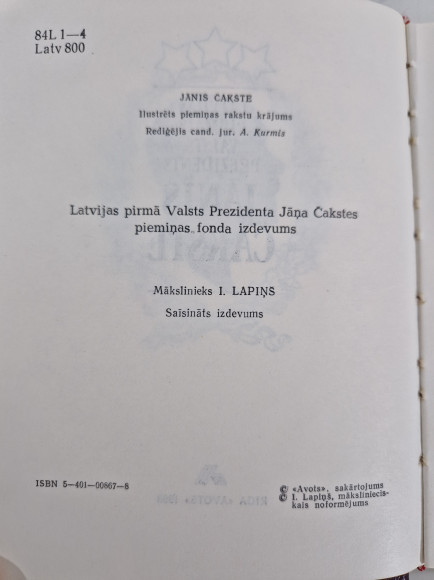 84L 1—4
Latv 800
JĀNIS ČAKSTE
Ilustrēts piemiņas rakstu krājums
Rediģējis cand. jur. A. Kurmis
Latvijas pirmā Valsts Prezidenta Jāņa Čakstes
piemiņas fonda izdevums
Mākslinieks I. LAPIŅŠ
Saīsināts izdevums
ISBN 5—401—00867—8
© «Avots», sakārtojums
© I. Lapiņš, māksliniecis-
kais noformējums